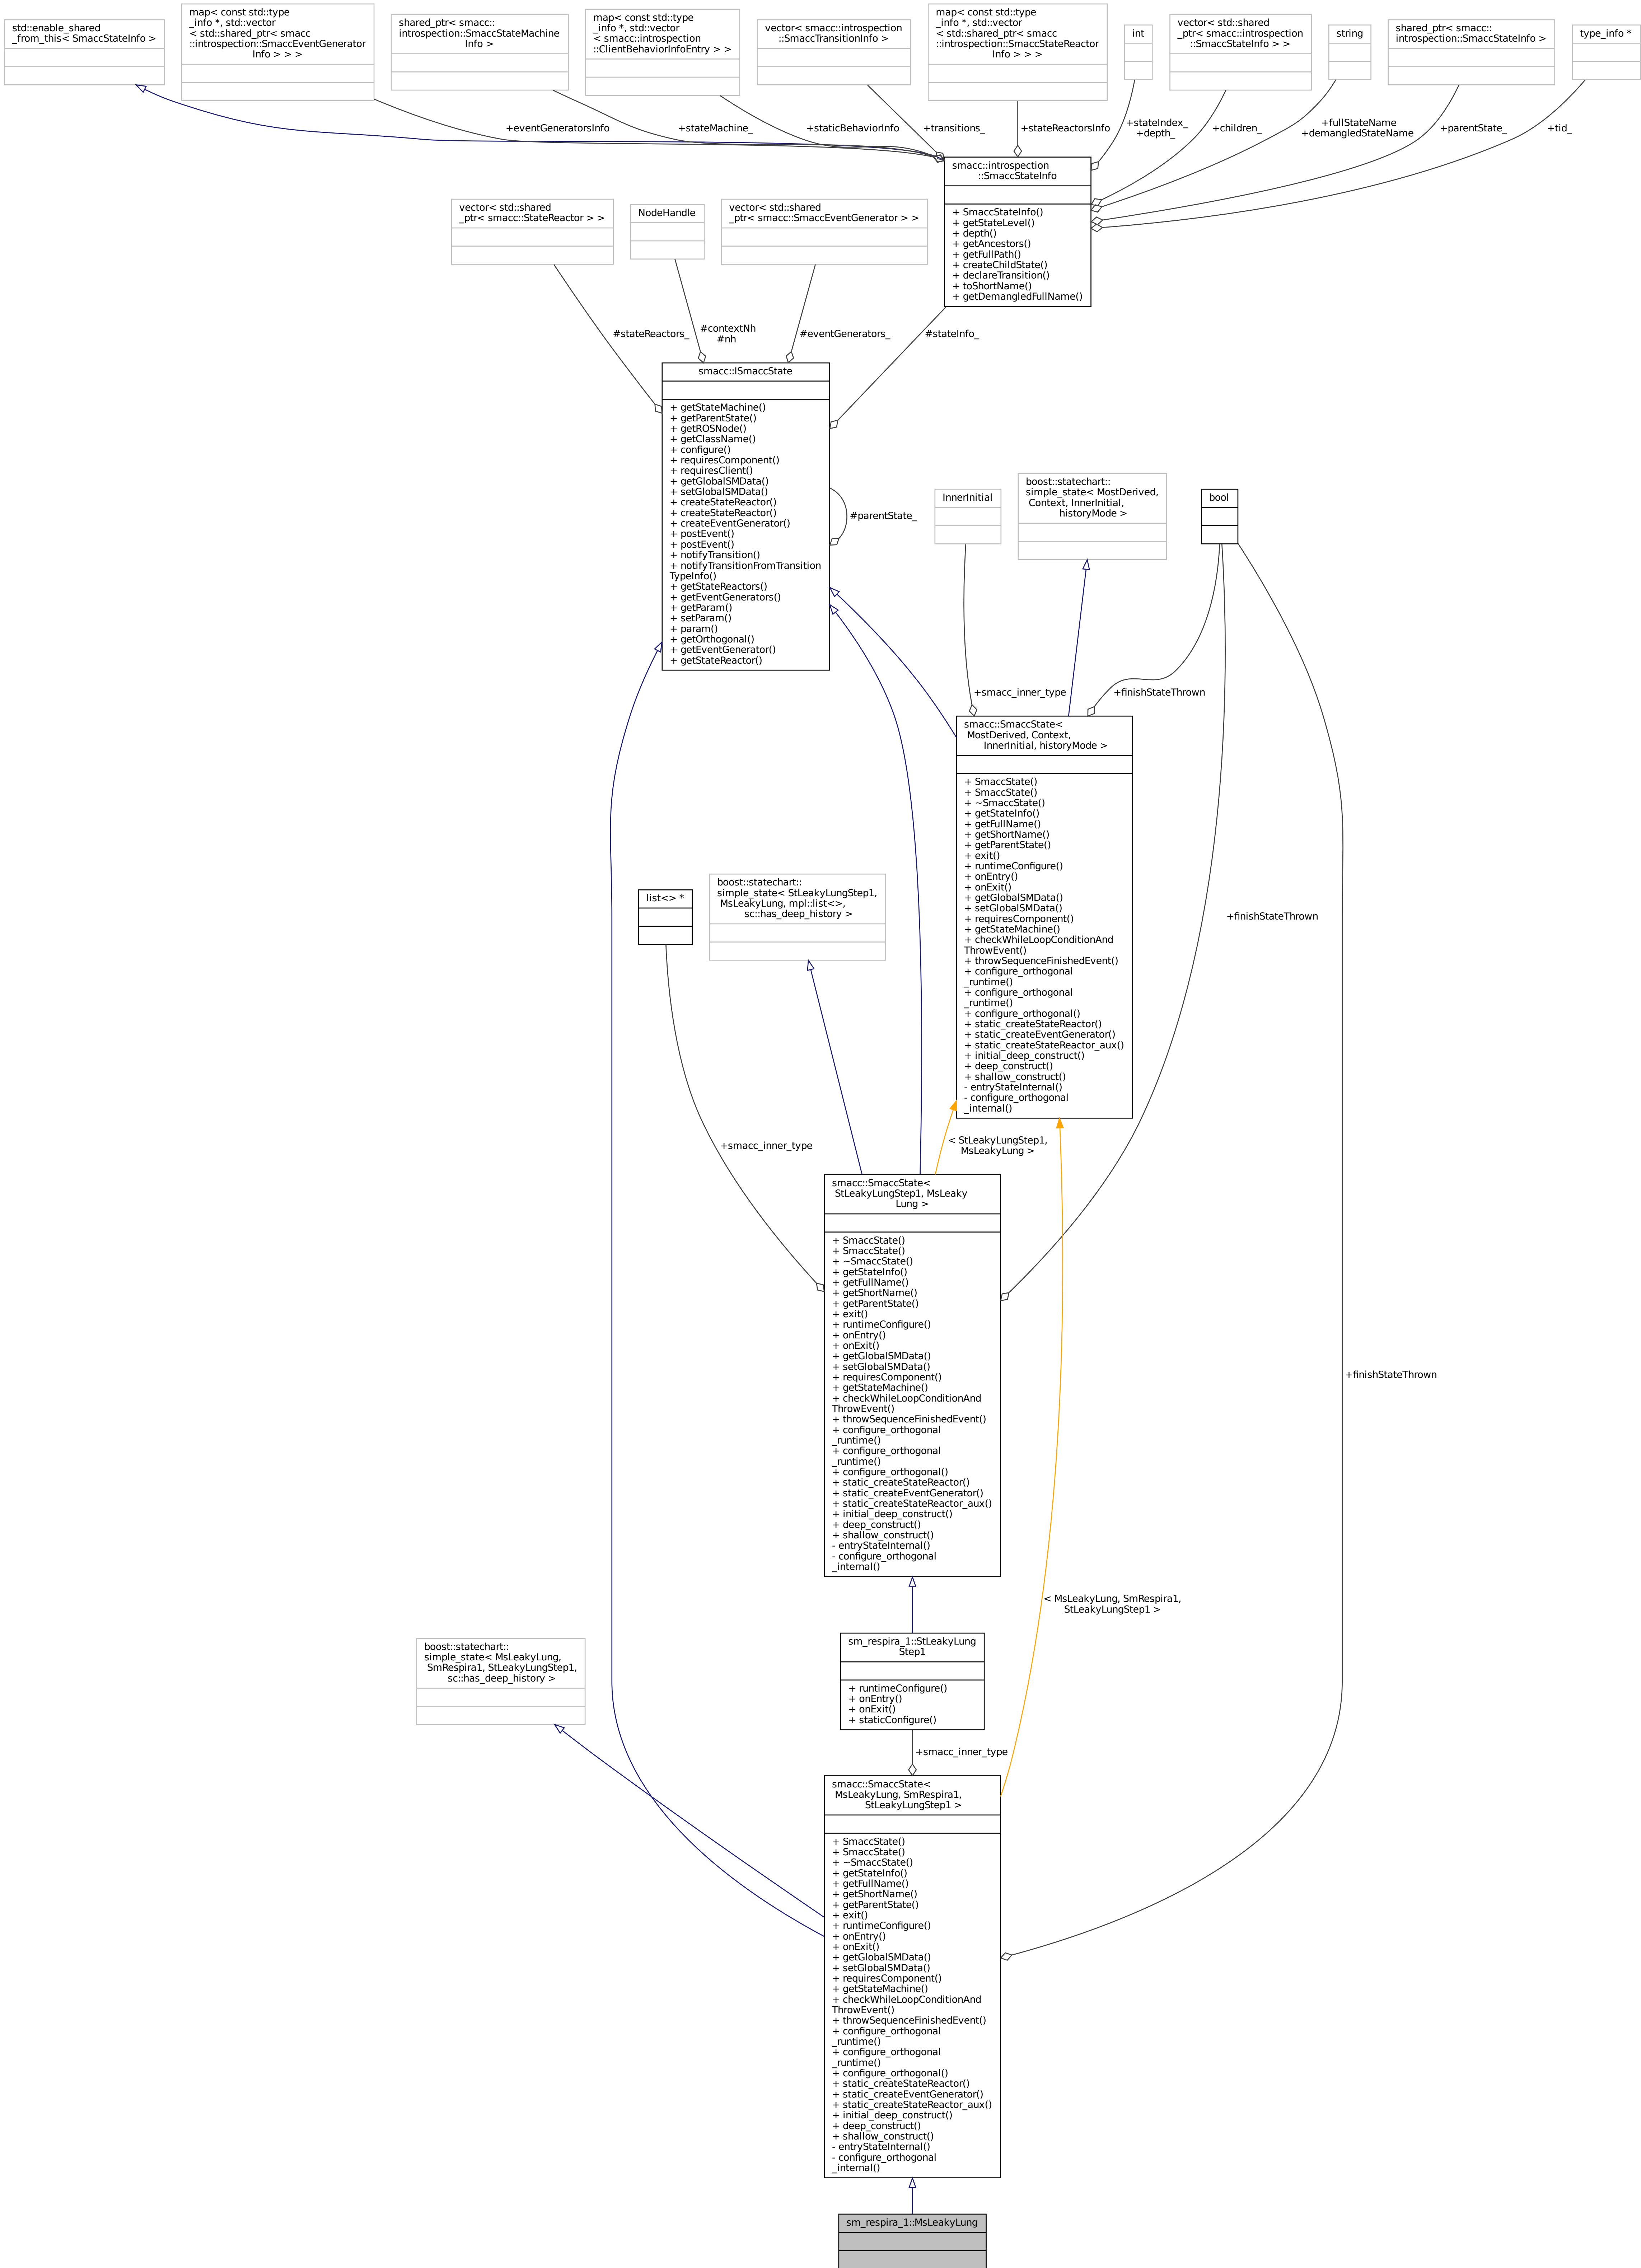 std::enable_shared
_from_this< SmaccStateInfo >
map< const std::type
_info *, std::vector
< std::shared_ptr< smacc
::introspection::SmaccEventGenerator
Info > > >
shared_ptr< smacc::
introspection::SmaccStateMachine
Info >
map< const std::type
_info *, std::vector
< smacc::introspection
::ClientBehaviorInfoEntry > >
vector< smacc::introspection
::SmaccTransitionInfo >
map< const std::type
_info *, std::vector
< std::shared_ptr< smacc
::introspection::SmaccStateReactor
Info > > >
int
vector< std::shared
_ptr< smacc::introspection
::SmaccStateInfo > >
string
shared_ptr< smacc::
introspection::SmaccStateInfo >
type_info *
+eventGeneratorsInfo
+stateMachine_
+staticBehaviorInfo
+transitions_
+stateReactorsInfo
+stateIndex_
+depth_
+children_
+fullStateName
+demangledStateName
+parentState_
+tid_
smacc::introspection
::SmaccStateInfo
+ SmaccStateInfo()
+ getStateLevel()
+ depth()
+ getAncestors()
+ getFullPath()
+ createChildState()
+ declareTransition()
+ toShortName()
+ getDemangledFullName()
vector< std::shared
_ptr< smacc::StateReactor > >
NodeHandle
vector< std::shared
_ptr< smacc::SmaccEventGenerator > >
#stateReactors_
#contextNh
#nh
#eventGenerators_
#stateInfo_
smacc::ISmaccState
+ getStateMachine()
+ getParentState()
+ getROSNode()
+ getClassName()
+ configure()
+ requiresComponent()
+ requiresClient()
+ getGlobalSMData()
+ setGlobalSMData()
+ createStateReactor()
+ createStateReactor()
+ createEventGenerator()
+ postEvent()
+ postEvent()
+ notifyTransition()
+ notifyTransitionFromTransition
TypeInfo()
+ getStateReactors()
+ getEventGenerators()
+ getParam()
+ setParam()
+ param()
+ getOrthogonal()
+ getEventGenerator()
+ getStateReactor()
#parentState_
InnerInitial
boost::statechart::
simple_state< MostDerived,
Context, InnerInitial,
historyMode >
bool
+smacc_inner_type
+finishStateThrown
smacc::SmaccState<
MostDerived, Context,
InnerInitial, historyMode >
+ SmaccState()
+ SmaccState()
+ ~SmaccState()
+ getStateInfo()
+ getFullName()
+ getShortName()
+ getParentState()
+ exit()
+ runtimeConfigure()
+ onEntry()
+ onExit()
+ getGlobalSMData()
+ setGlobalSMData()
+ requiresComponent()
+ getStateMachine()
+ checkWhileLoopConditionAnd
ThrowEvent()
+ throwSequenceFinishedEvent()
+ configure_orthogonal
_runtime()
+ configure_orthogonal
_runtime()
+ configure_orthogonal()
+ static_createStateReactor()
+ static_createEventGenerator()
+ static_createStateReactor_aux()
+ initial_deep_construct()
+ deep_construct()
+ shallow_construct()
- entryStateInternal()
- configure_orthogonal
_internal()
list<> *
boost::statechart::
simple_state< StLeakyLungStep1,
MsLeakyLung, mpl::list<>,
sc::has_deep_history >
+finishStateThrown
+smacc_inner_type
< StLeakyLungStep1,
MsLeakyLung >
smacc::SmaccState<
StLeakyLungStep1, MsLeaky
Lung >
+ SmaccState()
+ SmaccState()
+ ~SmaccState()
+ getStateInfo()
+ getFullName()
+ getShortName()
+ getParentState()
+ exit()
+ runtimeConfigure()
+ onEntry()
+ onExit()
+ getGlobalSMData()
+ setGlobalSMData()
+ requiresComponent()
+ getStateMachine()
+ checkWhileLoopConditionAnd
ThrowEvent()
+ throwSequenceFinishedEvent()
+ configure_orthogonal
_runtime()
+ configure_orthogonal
_runtime()
+ configure_orthogonal()
+ static_createStateReactor()
+ static_createEventGenerator()
+ static_createStateReactor_aux()
+ initial_deep_construct()
+ deep_construct()
+ shallow_construct()
- entryStateInternal()
- configure_orthogonal
_internal()
+finishStateThrown
< MsLeakyLung, SmRespira1,
StLeakyLungStep1 >
boost::statechart::
simple_state< MsLeakyLung,
SmRespira1, StLeakyLungStep1,
sc::has_deep_history >
sm_respira_1::StLeakyLung
Step1
+ runtimeConfigure()
+ onEntry()
+ onExit()
+ staticConfigure()
+smacc_inner_type
smacc::SmaccState<
MsLeakyLung, SmRespira1,
StLeakyLungStep1 >
+ SmaccState()
+ SmaccState()
+ ~SmaccState()
+ getStateInfo()
+ getFullName()
+ getShortName()
+ getParentState()
+ exit()
+ runtimeConfigure()
+ onEntry()
+ onExit()
+ getGlobalSMData()
+ setGlobalSMData()
+ requiresComponent()
+ getStateMachine()
+ checkWhileLoopConditionAnd
ThrowEvent()
+ throwSequenceFinishedEvent()
+ configure_orthogonal
_runtime()
+ configure_orthogonal
_runtime()
+ configure_orthogonal()
+ static_createStateReactor()
+ static_createEventGenerator()
+ static_createStateReactor_aux()
+ initial_deep_construct()
+ deep_construct()
+ shallow_construct()
- entryStateInternal()
- configure_orthogonal
_internal()
sm_respira_1::MsLeakyLung